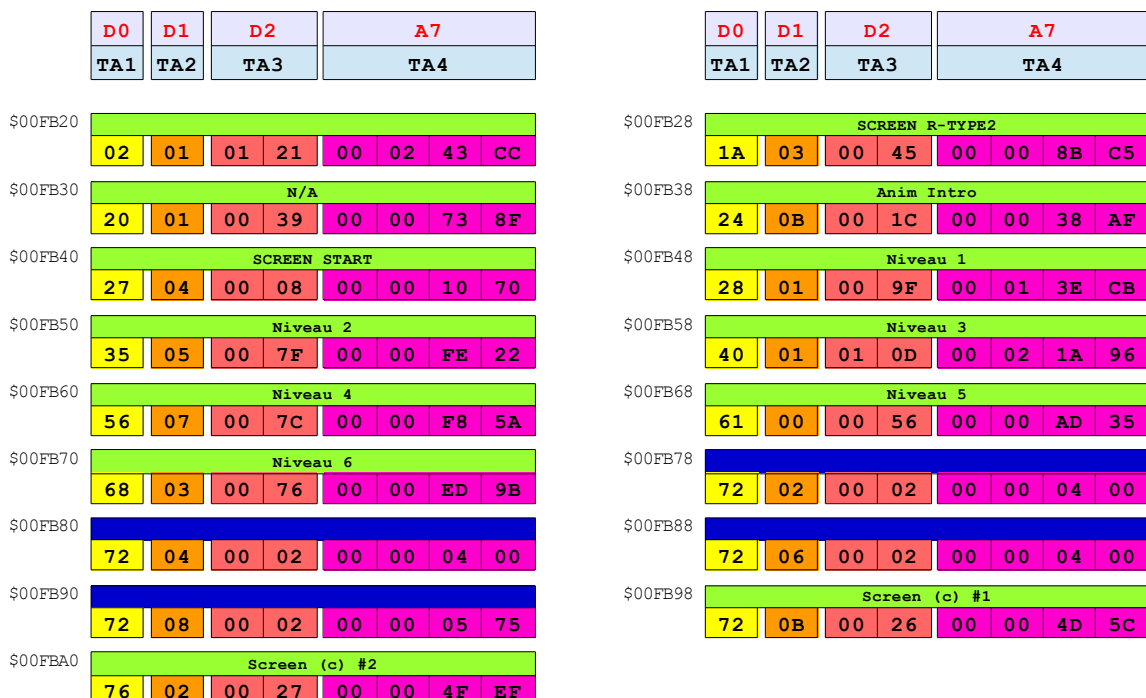 D0 D1 D2 A7 D0 D1 D2 A7
TA1 TA2 TA3 TA4 TA1 TA2 TA3 TA4
$00FB20 $00FB28 SCREEN R-TYPE2
02 01 01 21 00 02 43 CC 1A 03 00 45 00 00 8B C5
$00FB30 N/A $00FB38 Anim Intro
20 01 00 39 00 00 73 8F 24 0B 00 1C 00 00 38 AF
$00FB40 SCREEN START $00FB48 Niveau 1
27 04 00 08 00 00 10 70 28 01 00 9F 00 01 3E CB
$00FB50 Niveau 2 $00FB58 Niveau 3
35 05 00 7F 00 00 FE 22 40 01 01 0D 00 02 1A 96
$00FB60 Niveau 4 $00FB68 Niveau 5
56 07 00 7C 00 00 F8 5A 61 00 00 56 00 00 AD 35
$00FB70 Niveau 6 $00FB78
68 03 00 76 00 00 ED 9B 72 02 00 02 00 00 04 00
$00FB80 $00FB88
72 04 00 02 00 00 04 00 72 06 00 02 00 00 04 00
$00FB90 $00FB98 Screen (c) #1
72 08 00 02 00 00 05 75 72 0B 00 26 00 00 4D 5C
$00FBA0 Screen (c) #2
76 02 00 27 00 00 4F EF